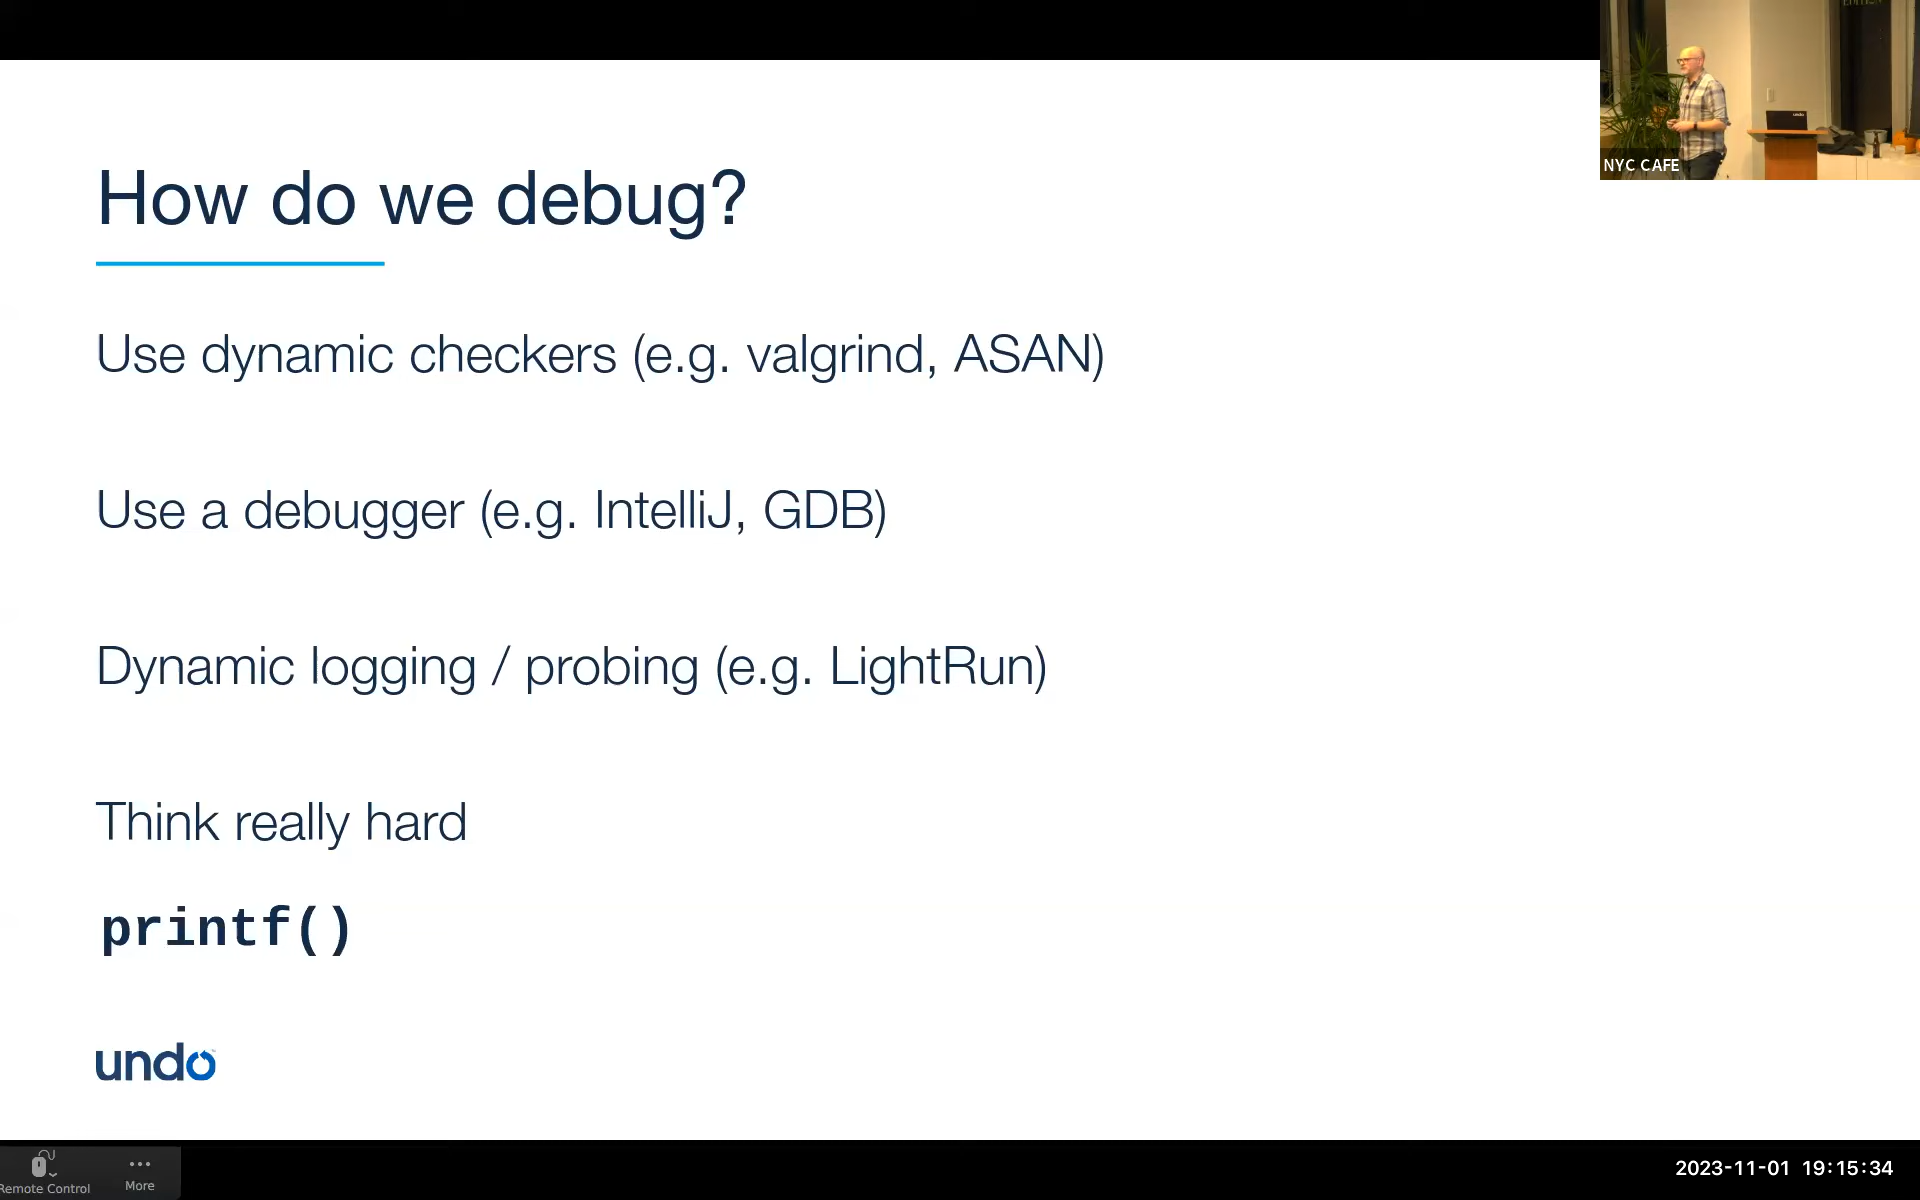 How do we debug?
Use dynamic checkers (e.g. valgrind, ASAN)
Use a debugger (e.g. IntelliJ, GDB)
Dynamic logging / probing (e.g. LightRun)
Think really hard
printf()
undo
NYC CAFE
Remote Control
More
2023-11-01 19:15:34